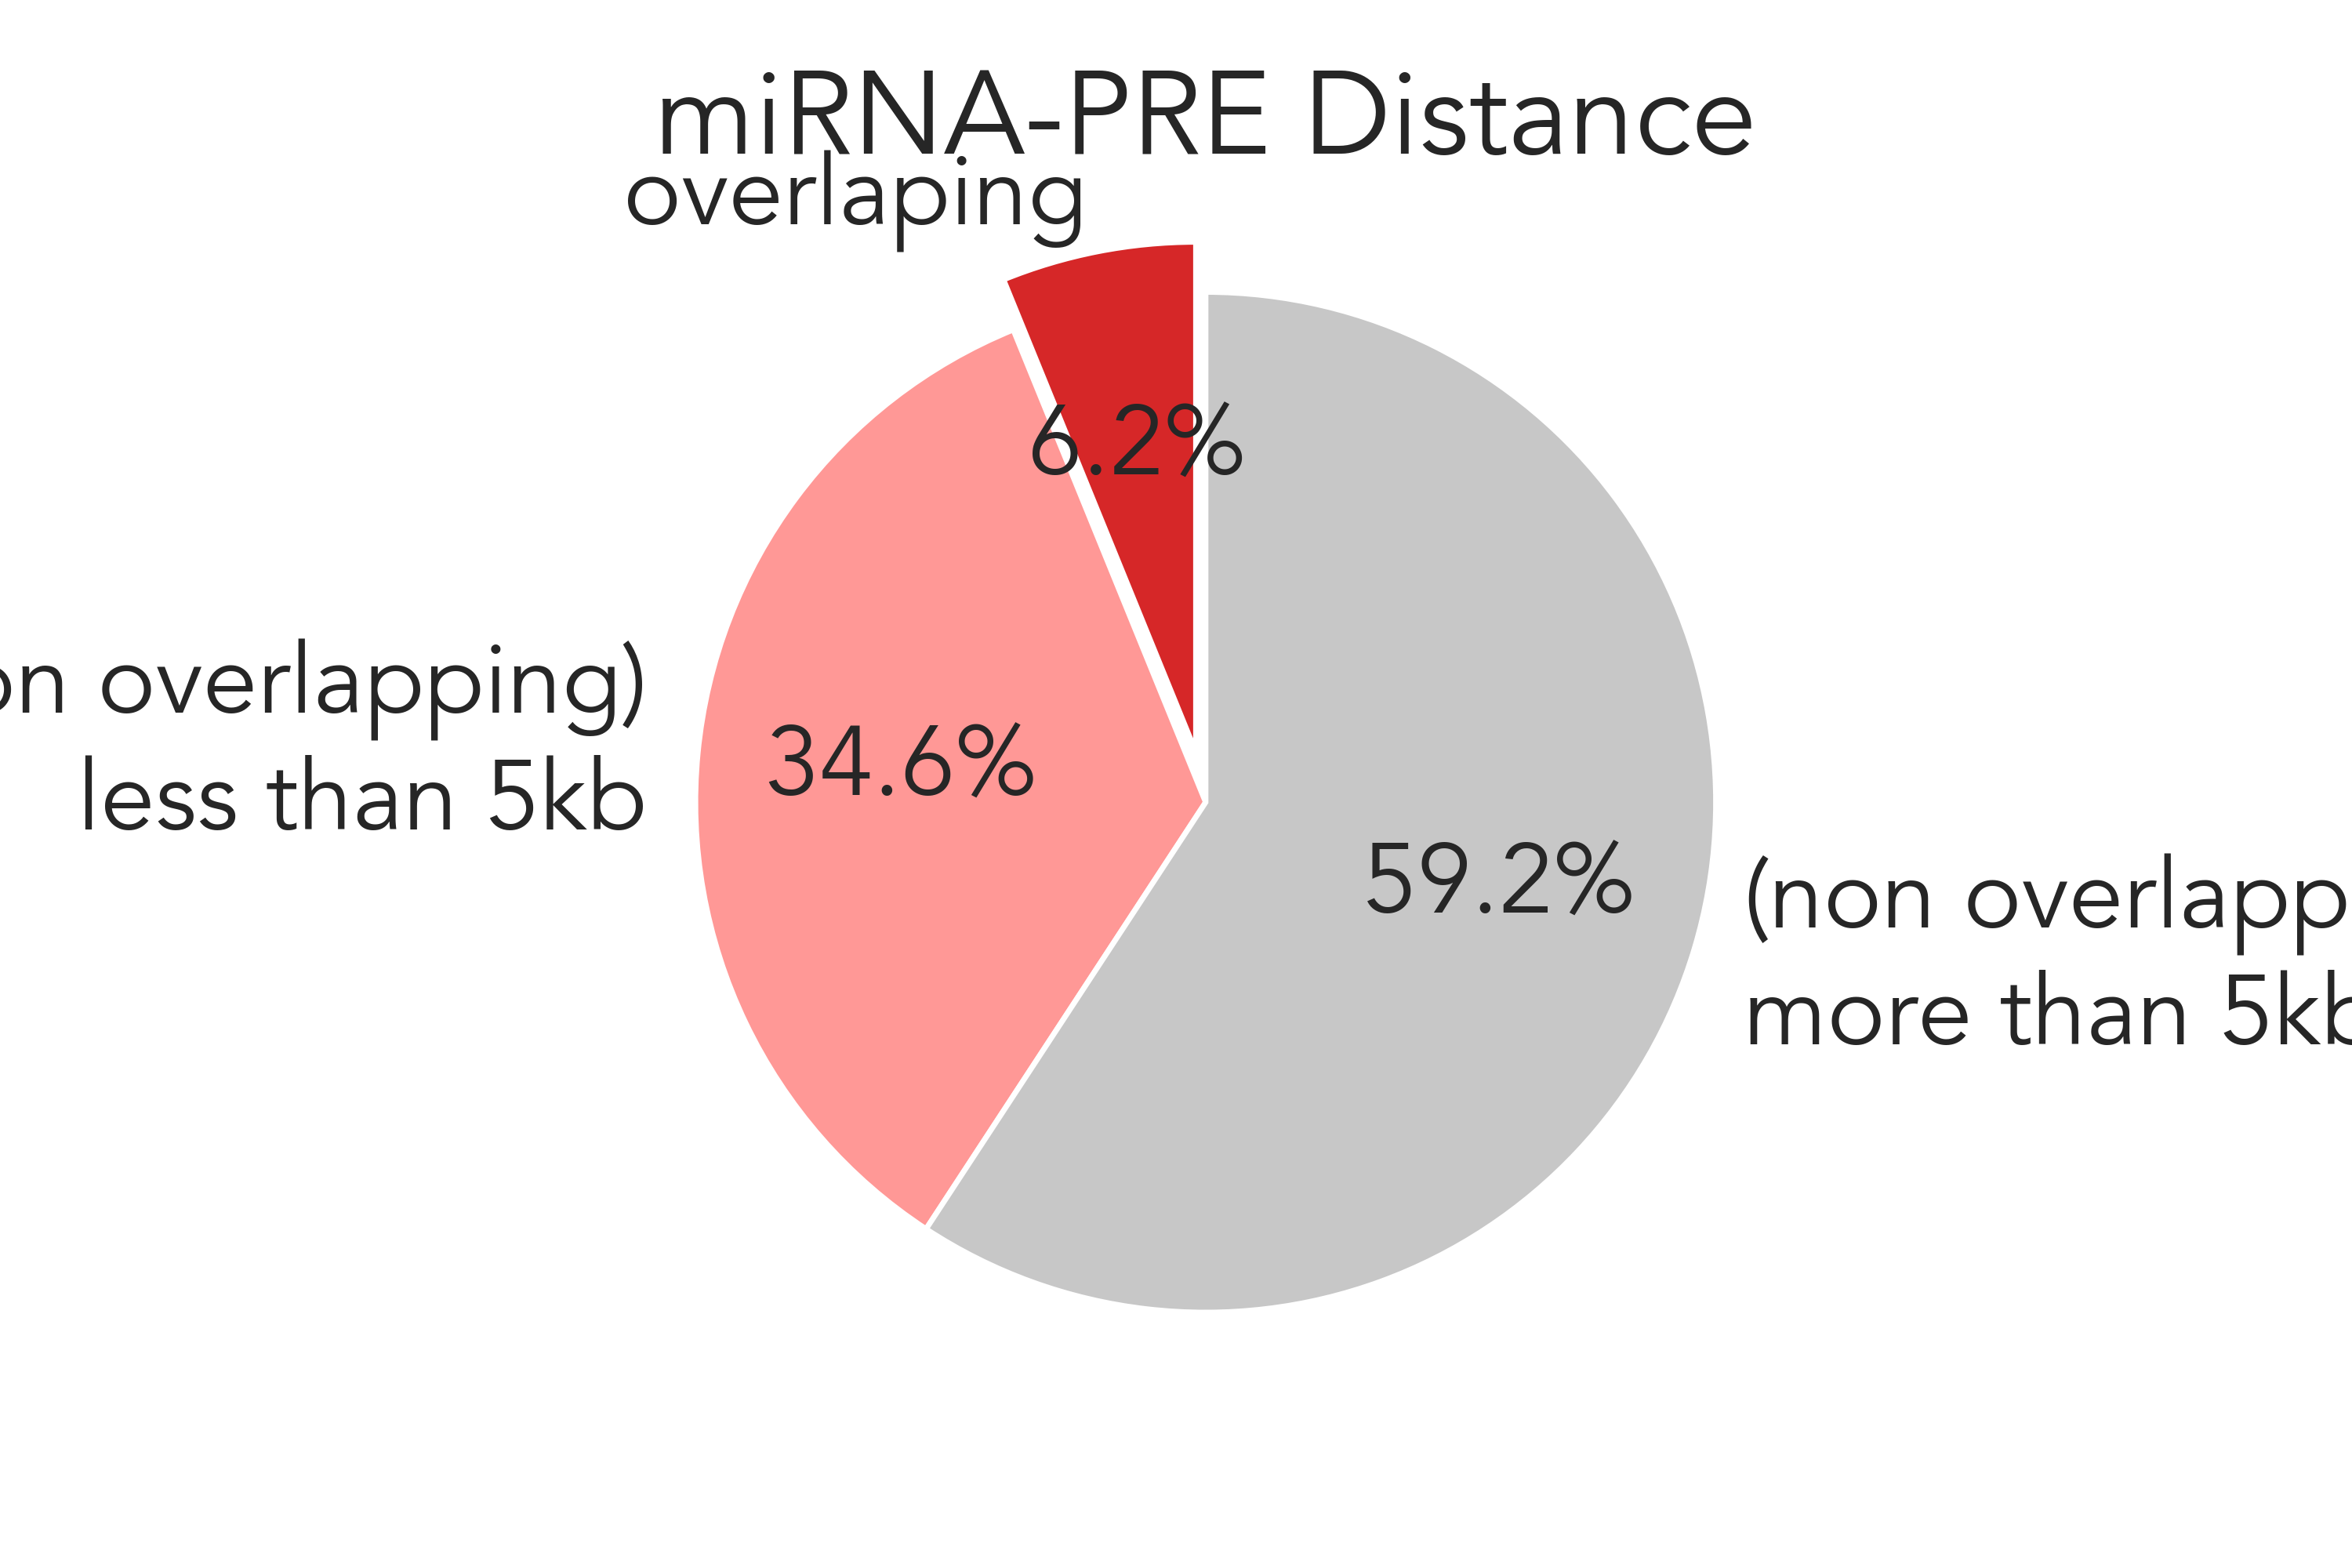 miRNA-PRE Distance
overlaping
6.2%
on overlapping)
less than 5kb
34.6%
59.2%
(non overlapp
more than 5kb